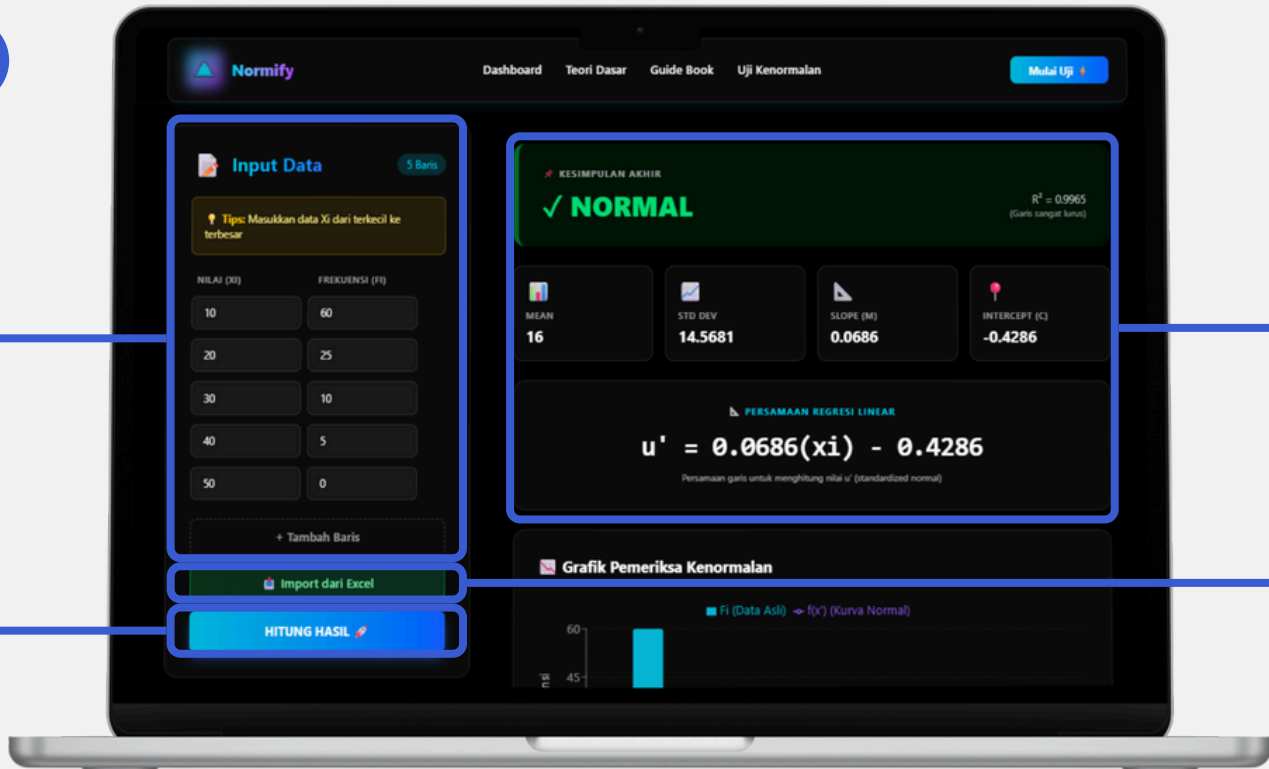 Normify
Dashboard Teori Dasar Guide Book Uji Kenormalan
Mulai Uji
Input Data
5 Baris
Tips: Masukkan data Xi dari terkecil ke
terbesar
NILAI (XI) FREKUENSI (FI)
10 60
20 25
30 10
40 5
50 0
+ Tambah Baris
Import dari Excel
HITUNG HASIL
KESIMPULAN AKHIR
✓ NORMAL
R² = 0.9965
(Garis sangat lurus)
MEAN
16
STD DEV
14.5681
SLOPE (M)
0.0686
INTERCEPT (C)
-0.4286
PERSAMAAN REGRESI LINEAR
u' = 0.0686(xi) - 0.4286
Persamaan garis untuk menghitung nilai u' (standardized normal)
Grafik Pemeriksa Kenormalan
Fi (Data Asli) f(x') (Kurva Normal)
60
45